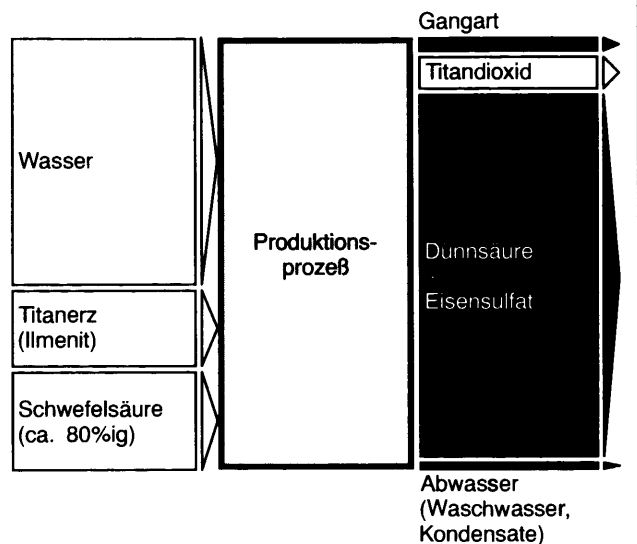 Gangart
Titandioxid
Wasser
Produktions-
prozeß
Dunnsäure
Eisensulfat
Titanerz
(Ilmenit)
Schwefelsäure
(ca. 80%ig)
Abwasser
(Waschwasser,
Kondensate)